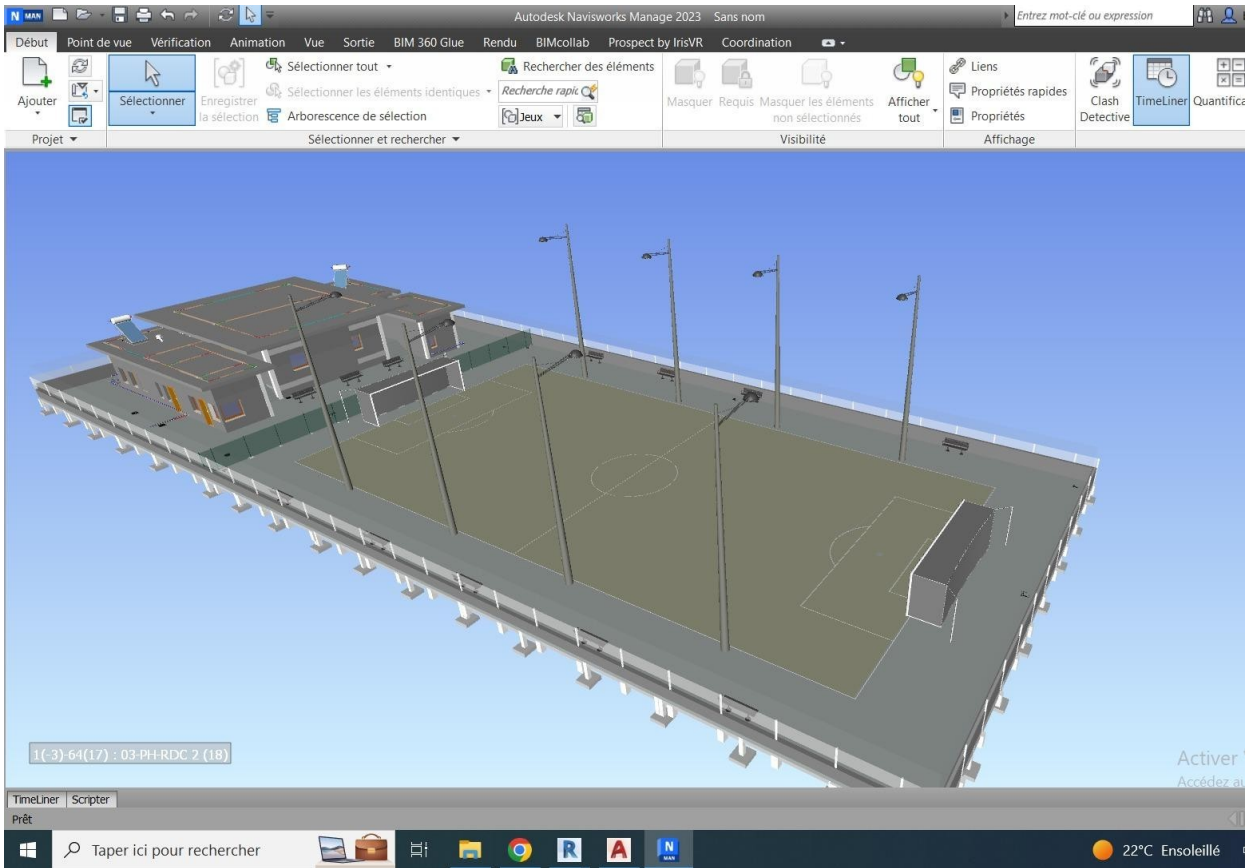 N MAN
Autodesk Navisworks Manage 2023 Sans nom
Entrez mot-clé ou expression
Début Point de vue Vérification Animation Vue Sortie BIM 360 Glue Rendu BIMcollab Prospect by IrisVR Coordination
Ajouter
Sélectionner
Enregistrer
la sélection
Sélectionner tout
Sélectionner les éléments identiques
Arborescence de sélection
Rechercher des éléments
Recherche rapic
Jeux
Masquer
Requis
Masquer les éléments
non sélectionnés
Afficher
tout
Liens
Propriétés rapides
Propriétés
Clash
Detective
TimeLiner
Quantifica
Projet Sélectionner et rechercher Visibilité Affichage
1(-3)-64(17) : 03-PH-RDC 2 (18)
Activer
Accédez au
TimeLiner Scripter
Prêt
Taper ici pour rechercher
R
A
N
MAN
22°C Ensoleillé